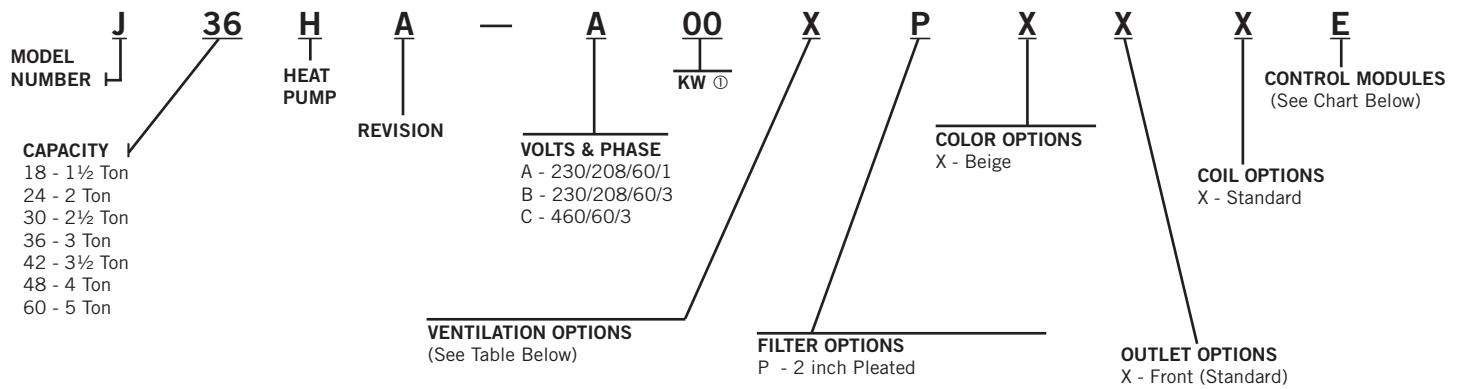 J 36 H A — A 00 X P X X X E
MODEL
NUMBER
HEAT
PUMP
KW ①
CONTROL MODULES
(See Chart Below)
REVISION
CAPACITY
18 - 1½ Ton
24 - 2 Ton
30 - 2½ Ton
36 - 3 Ton
42 - 3½ Ton
48 - 4 Ton
60 - 5 Ton
VOLTS & PHASE
A - 230/208/60/1
B - 230/208/60/3
C - 460/60/3
COLOR OPTIONS
X - Beige
COIL OPTIONS
X - Standard
VENTILATION OPTIONS
(See Table Below)
FILTER OPTIONS
P - 2 inch Pleated
OUTLET OPTIONS
X - Front (Standard)